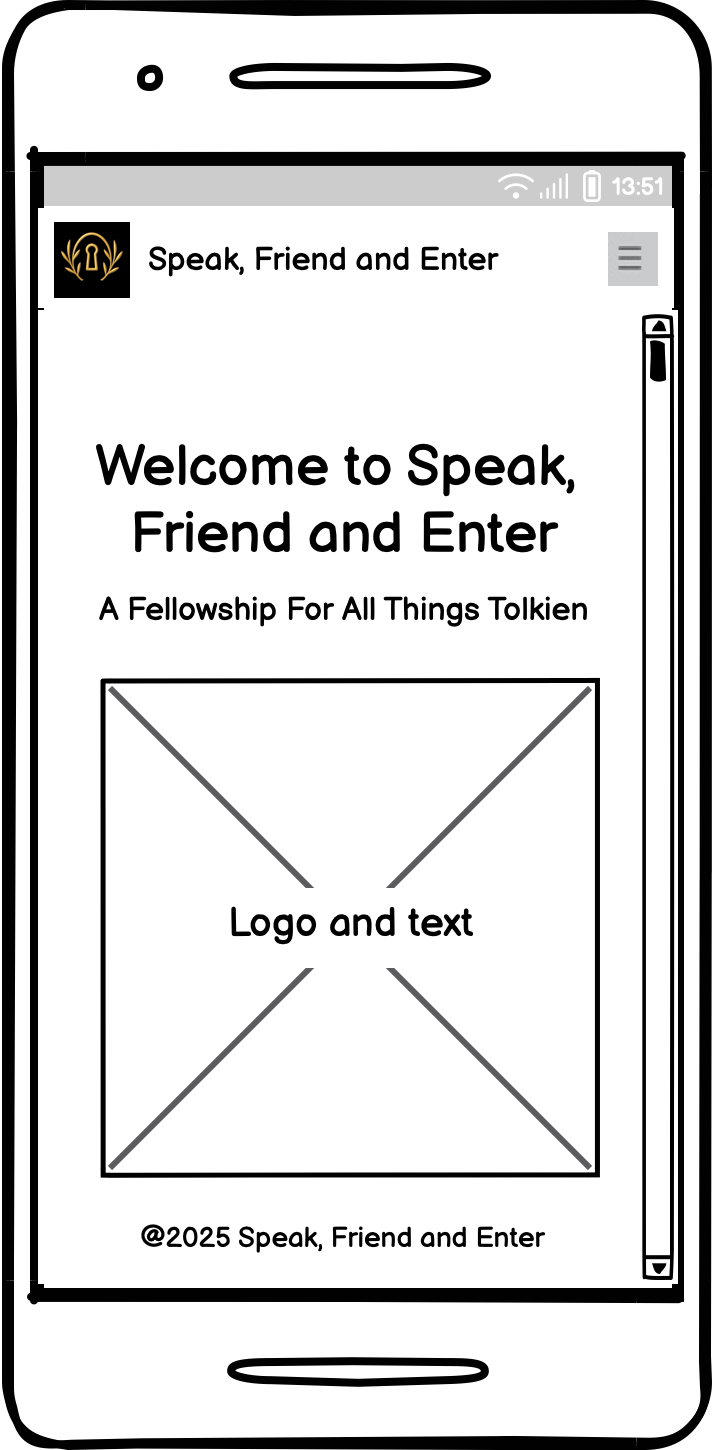 13:51
Speak, Friend and Enter
Welcome to Speak,
Friend and Enter
A Fellowship For All Things Tolkien
Logo and text
@2025 Speak, Friend and Enter